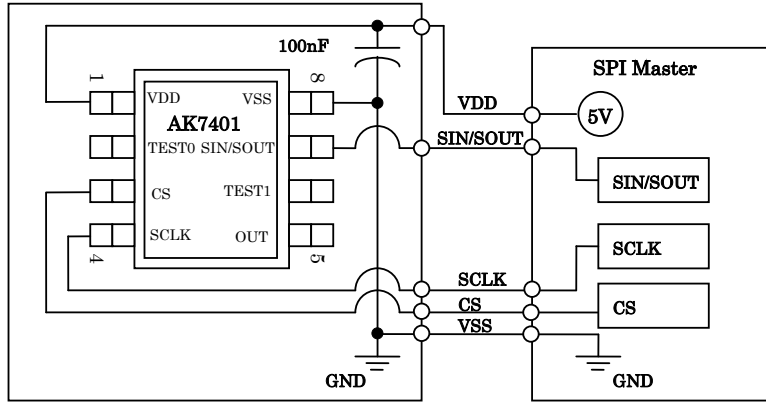 100nF
SPI Master
1
8
VDD
VSS
VDD
5V
AK7401
TEST0
SIN/SOUT
SIN/SOUT
SIN/SOUT
CS
TEST1
SCLK
OUT
4
5
SCLK
SCLK
CS
CS
VSS
GND
GND